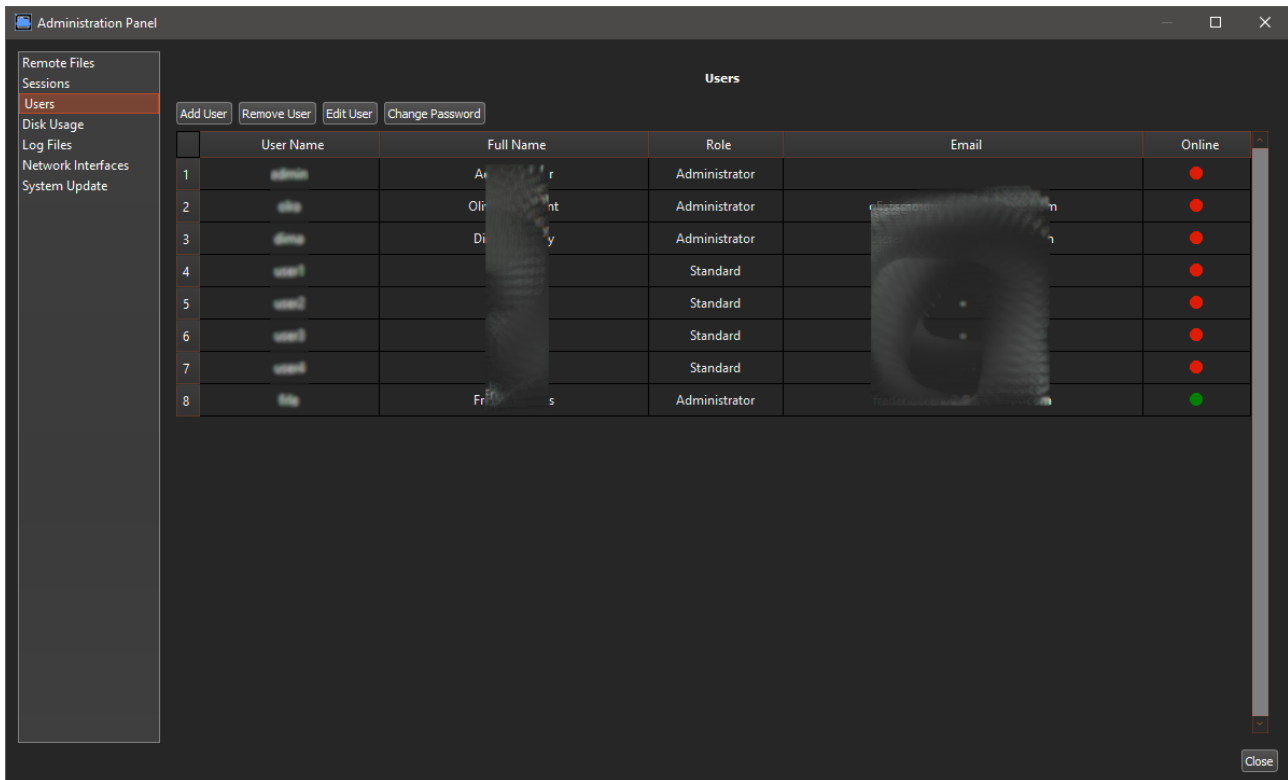 Administration Panel
Remote Files
Sessions
Users
Disk Usage
Log Files
Network Interfaces
System Update
Users
Add User Remove User Edit User Change Password
User Name Full Name Role Email Online
1 Administrator
2 Administrator
3 Administrator
4 Standard
5 Standard
6 Standard
7 Standard
8 Administrator
Close